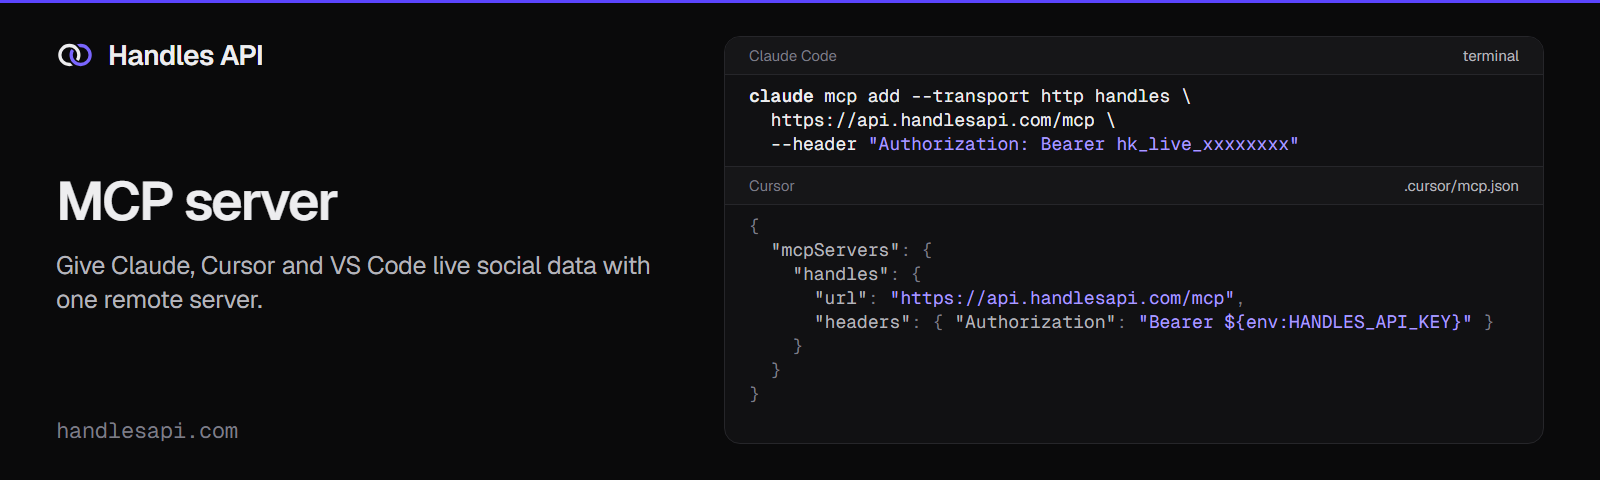 Handles API
MCP server
Give Claude, Cursor and VS Code live social data with
one remote server.
handlesapi.com
Claude Code
terminal
claude mcp add --transport http handles \
  https://api.handlesapi.com/mcp \
  --header "Authorization: Bearer hk_live_xxxxxxxx"
Cursor
.cursor/mcp.json
{
  "mcpServers": {
    "handles": {
      "url": "https://api.handlesapi.com/mcp",
      "headers": { "Authorization": "Bearer ${env:HANDLES_API_KEY}" }
    }
  }
}